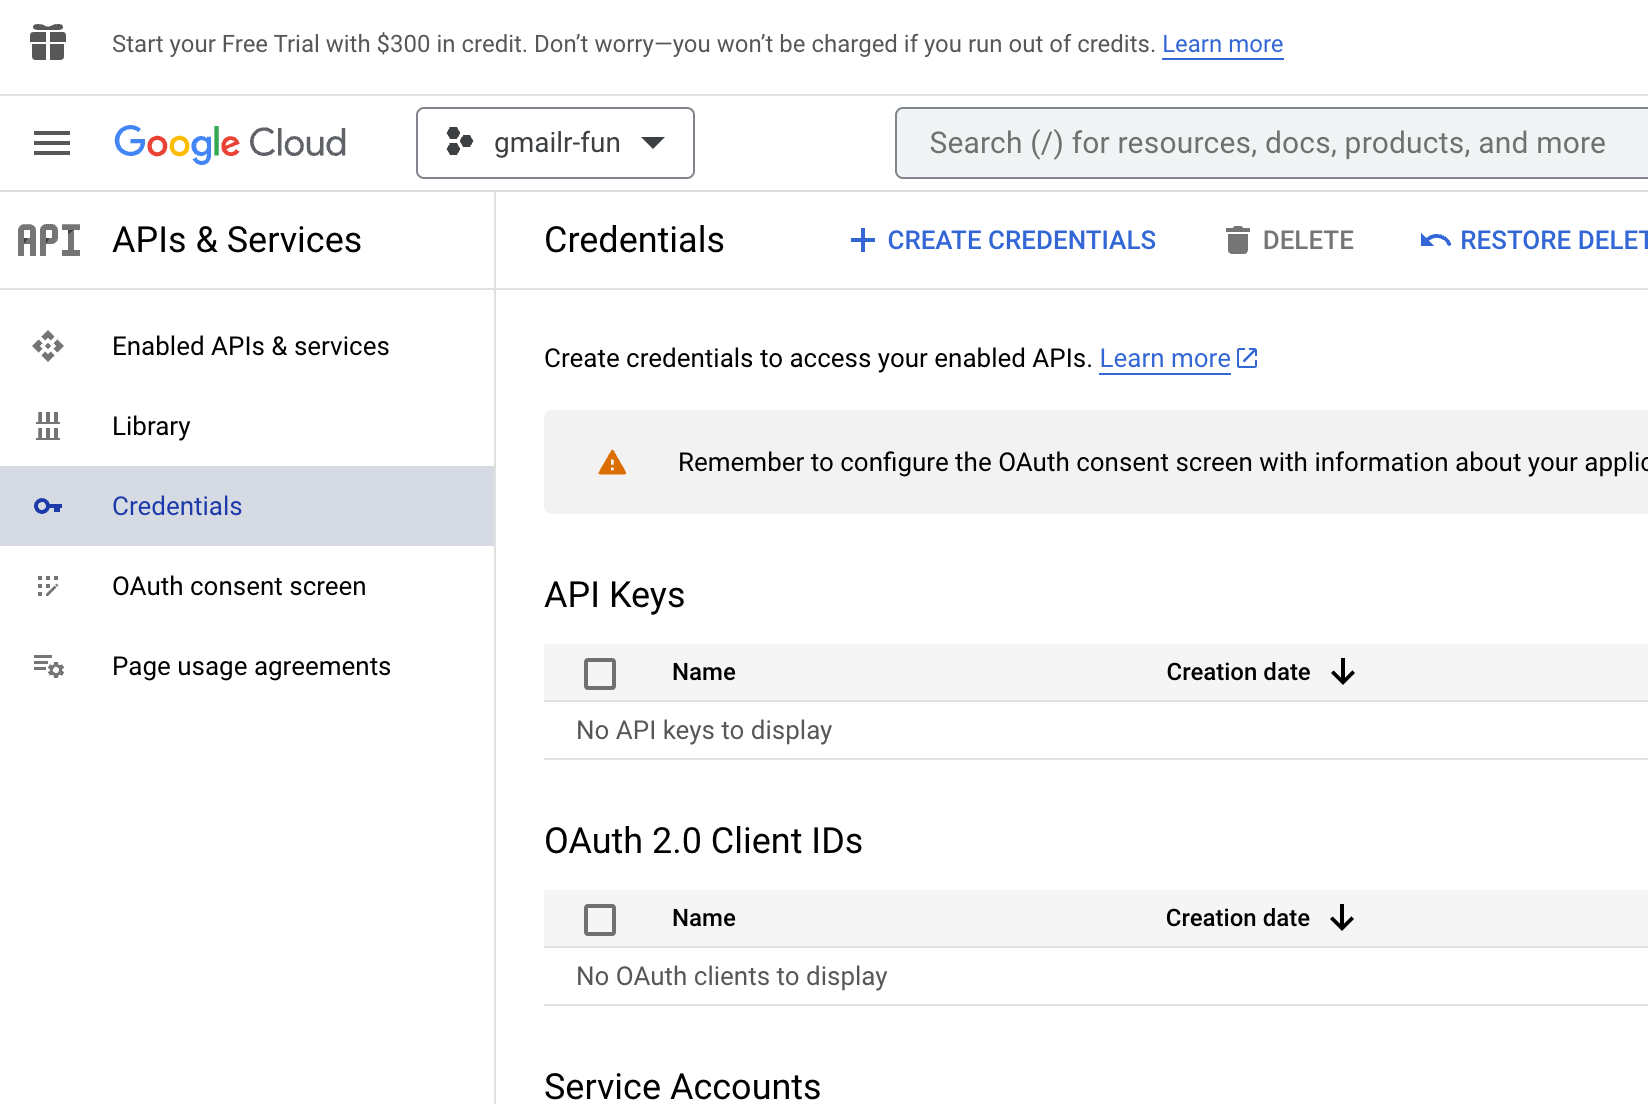 Start your Free Trial with $300 in credit. Don’t worry—you won’t be charged if you run out of credits. Learn more
Google Cloud
gmailr-fun
Search (/) for resources, docs, products, and more
API
APIs & Services
Credentials
CREATE CREDENTIALS
DELETE
RESTORE DELET
Enabled APIs & services
Library
Credentials
OAuth consent screen
Page usage agreements
Create credentials to access your enabled APIs. Learn more
Remember to configure the OAuth consent screen with information about your applic
API Keys
Name
Creation date
No API keys to display
OAuth 2.0 Client IDs
Name
Creation date
No OAuth clients to display
Service Accounts